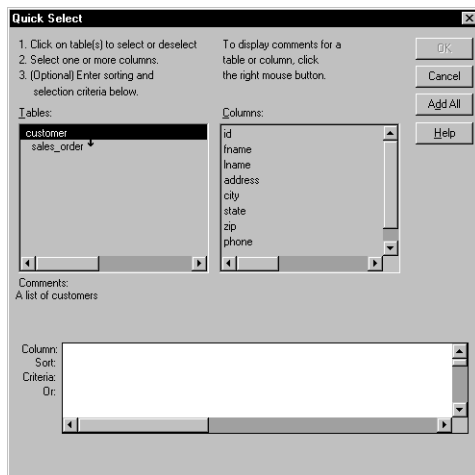 Quick Select
1. Click on table(s) to select or deselect
2. Select one or more columns.
3. (Optional) Enter sorting and
selection criteria below.
To display comments for a
table or column, click
the right mouse button.
OK
Cancel
Add All
Help
Tables:
customer
sales_order
Columns:
id
fname
lname
address
city
state
zip
phone
Comments:
A list of customers
Column:
Sort:
Criteria:
Or: